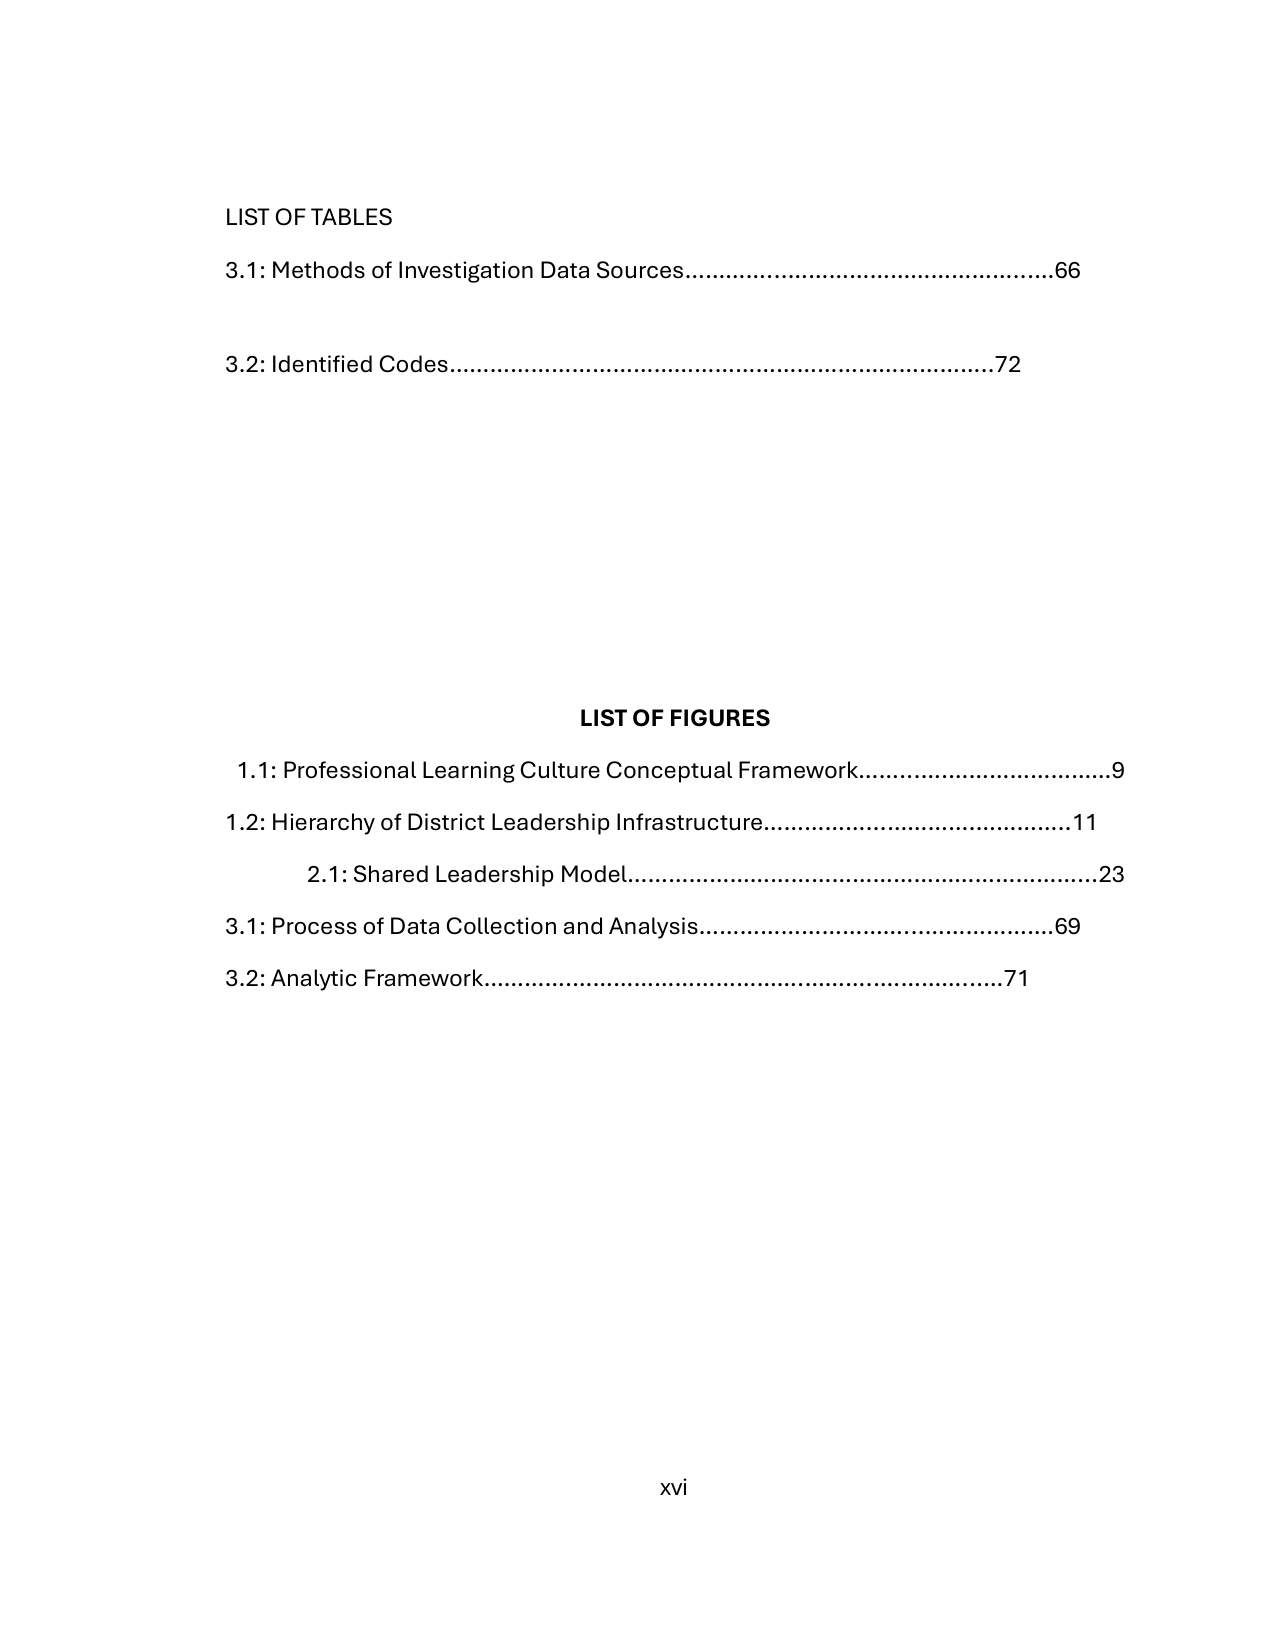 LIST OF TABLES
3.1: Methods of Investigation Data Sources......................................................66
3.2: Identified Codes................................................................................72
LIST OF FIGURES
1.1: Professional Learning Culture Conceptual Framework.....................................9
1.2: Hierarchy of District Leadership Infrastructure.............................................11
2.1: Shared Leadership Model.....................................................................23
3.1: Process of Data Collection and Analysis....................................................69
3.2: Analytic Framework............................................................................71
xvi